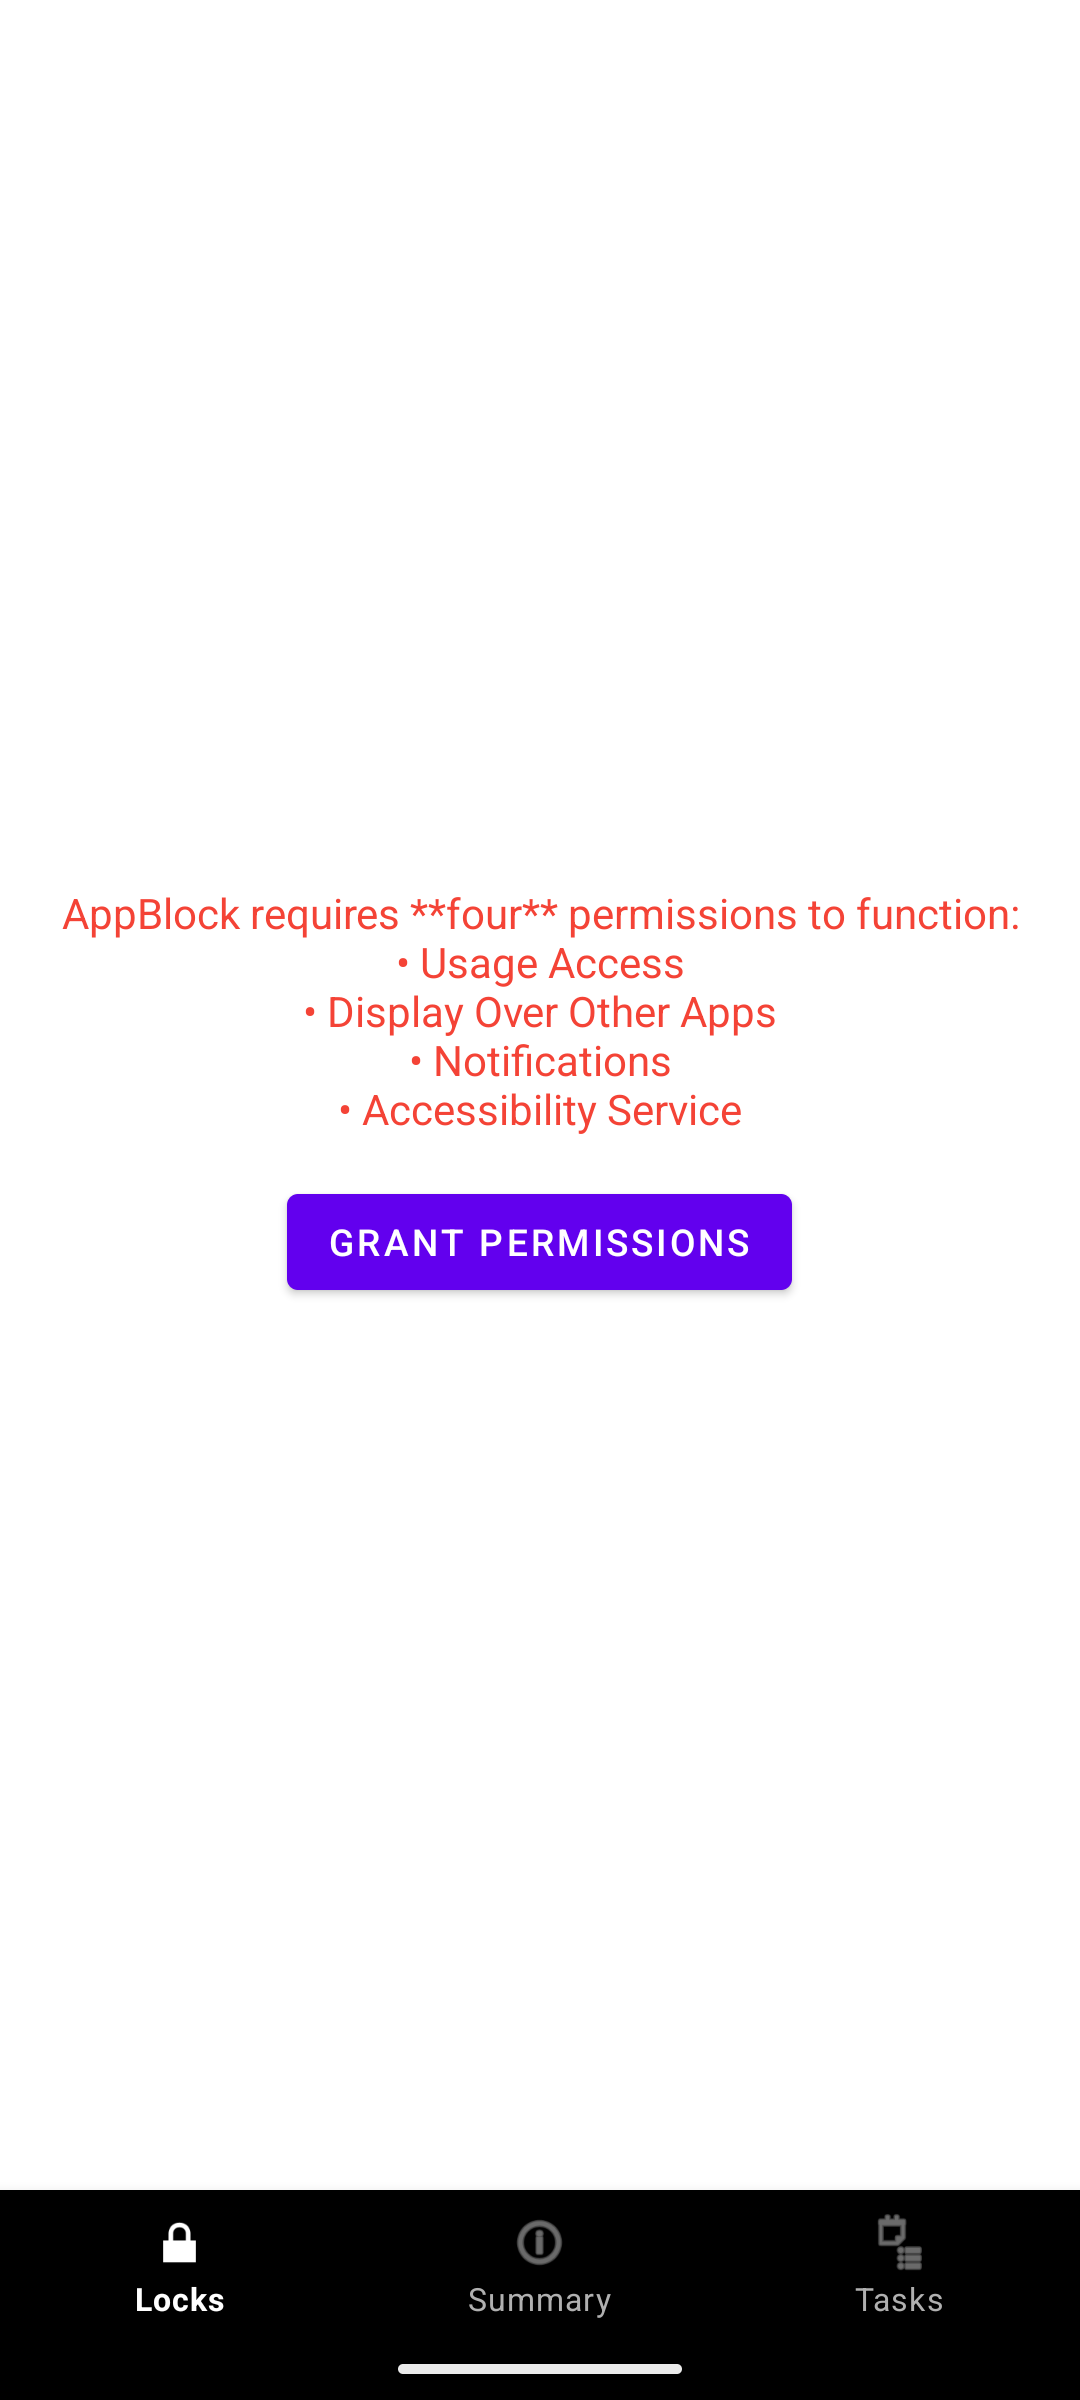 AppBlock requires **four** permissions to function:
• Usage Access
• Display Over Other Apps
• Notifications
• Accessibility Service
GRANT PERMISSIONS
Locks
Summary
Tasks